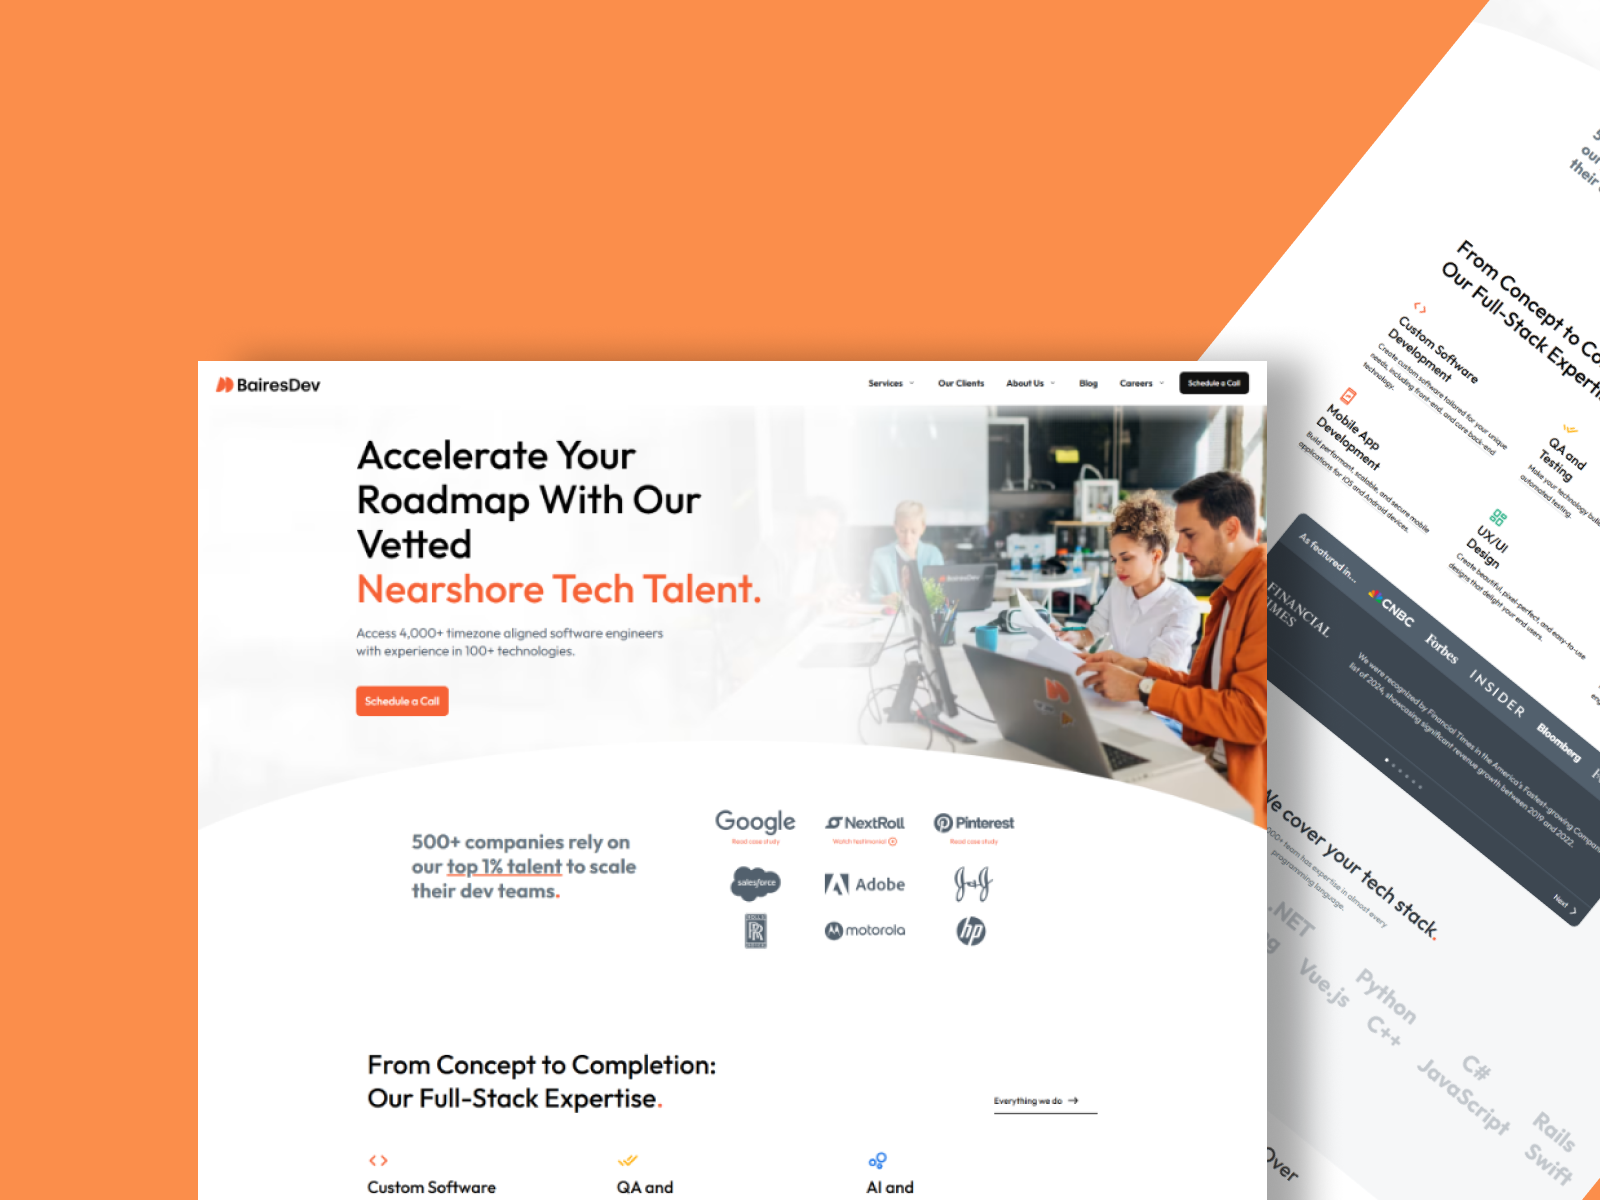 BairesDev
Services
Our Clients
About Us
Blog
Careers
Schedule a Call
Accelerate Your
Roadmap With Our
Vetted
Nearshore Tech Talent.
Access 4,000+ timezone aligned software engineers
with experience in 100+ technologies.
Schedule a Call
BairesDev
500+ companies rely on
our top 1% talent to scale
their dev teams.
Google
Read case study
NextRoll
Watch testimonial
Pinterest
Read case study
salesforce
Adobe
J&J
RR
motorola
hp
From Concept to Completion:
Our Full-Stack Expertise.
Everything we do
Custom Software
QA and
AI and
our
their
From Concept to Co
Our Full-Stack Experti
Custom Software
Development
Create custom software tailored for your unique
needs, including front-end, and core back-end
technology.
Mobile App
Development
Build performant, scalable, and secure mobile
applications for iOS and Android devices.
QA and
Testing
Make your technology bul
automated testing.
UX/UI
Design
Create beautiful, pixel-perfect, and easy-to-use
designs that delight your end users.
As featured in...
FINANCIAL
IMES
CNBC
Forbes
INSIDER
Bloomberg
We were recognized by Financial Times in the America's Fastest-growing Compan
list of 2024, showcasing significant revenue growth between 2019 and 2022.
Next
We cover your tech stack.
000+ team has expertise in almost every
programming language.
.NET
Vue.js
Python
C++
C#
JavaScript
Rails
Swift
Over